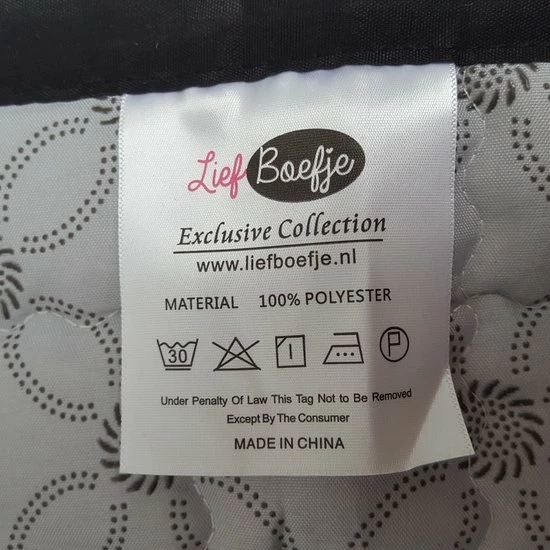 Lief Boefje
Exclusive Collection
www.liefboefje.nl
MATERIAL 100% POLYESTER
30 P
Under Penalty Of Law This Tag Not to Be Removed
Except By The Consumer
MADE IN CHINA